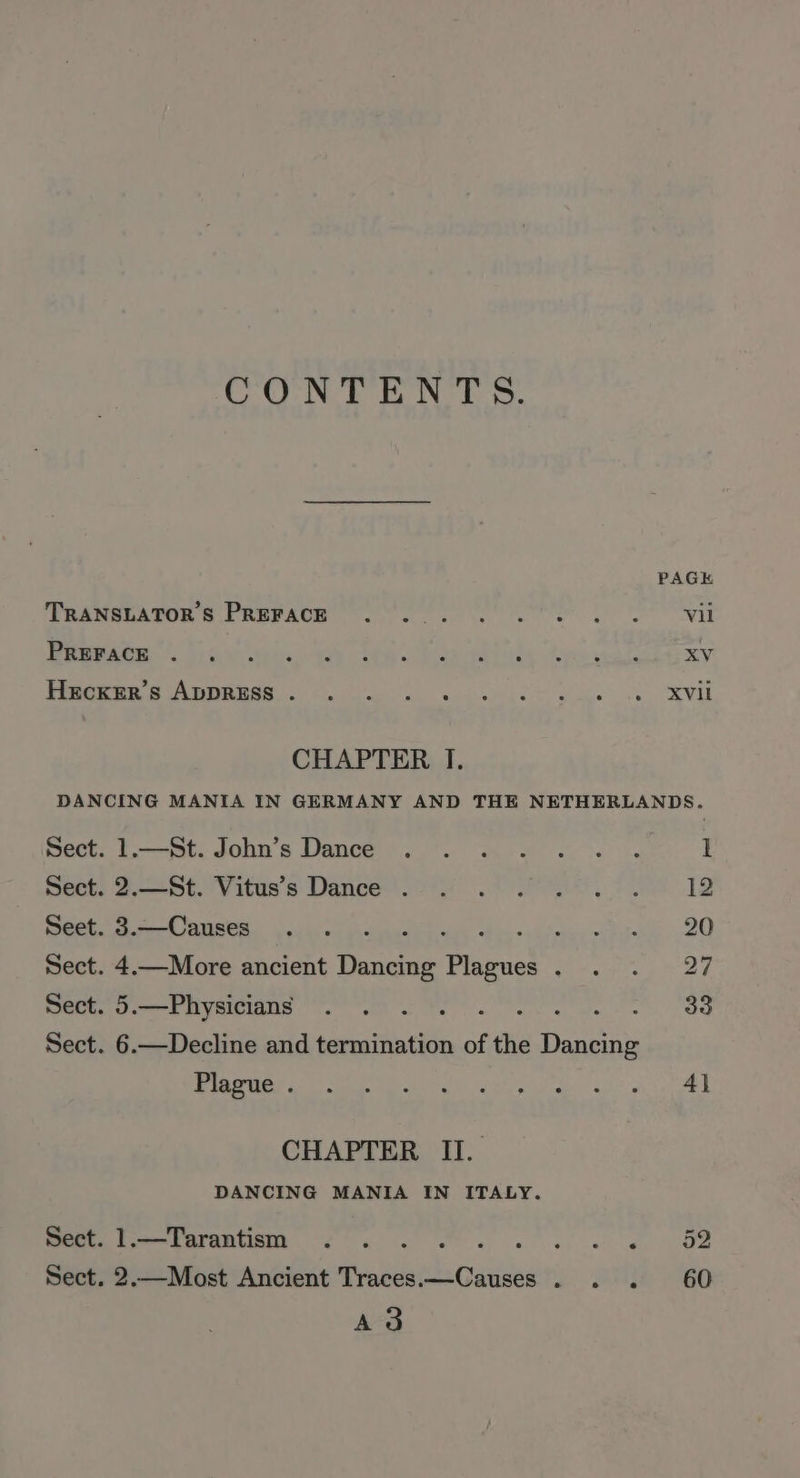 CONTENTS.
PAGE
TRANSLATOR'S PREFACE . . . . . . . . . vii
PREFACE . . . . . . . . . . . . . xv
HECKER'S ADDRESS . . . . . . . . . . . xvii
CHAPTER I.
DANCING MANIA IN GERMANY AND THE NETHERLANDS.
Sect. 1.—St. John's Dance . . . . . . . 1
Sect. 2.—St. Vitus's Dance . . . . . . . 12
Seet. 3.—Causes . . . . . . . . . . 20
Sect. 4.—More ancient Dancing Plagues . . . 27
Sect. 5.—Physicians . . . . . . . . . 33
Sect. 6.—Decline and termination of the Dancing
Plague . . . . . . . . . . . 41
CHAPTER II.
DANCING MANIA IN ITALY.
Sect. 1.—Tarantism . . . . . . . . . . 52
Sect. 2.—Most Ancient Traces.—Causes . . . 60
A 3